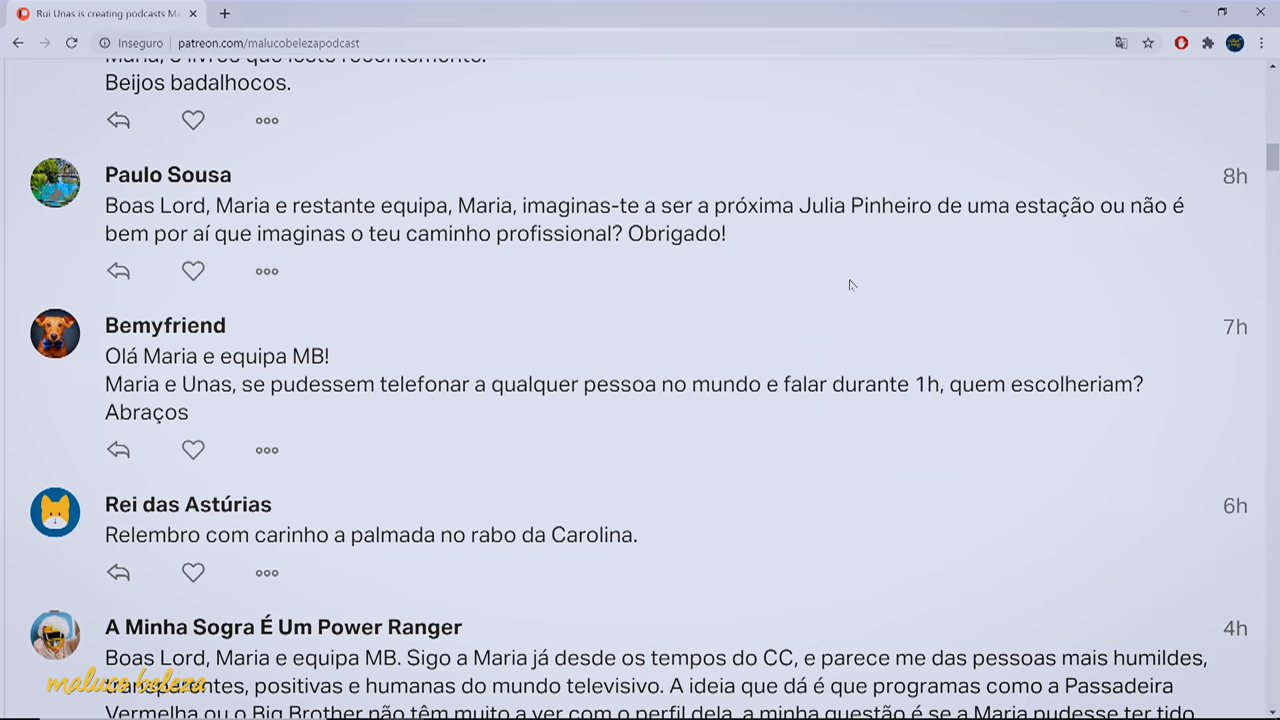 Rui Unas is creating podcasts Ma
Inseguro
patreon.com/malucobelezapodcast
Maria, e livros que leste recentemente.
Beijos badalhocos.
Paulo Sousa
8h
Boas Lord, Maria e restante equipa, Maria, imaginas-te a ser a próxima Julia Pinheiro de uma estação ou não é
bem por aí que imaginas o teu caminho profissional? Obrigado!
Bemyfriend
7h
Olá Maria e equipa MB!
Maria e Unas, se pudessem telefonar a qualquer pessoa no mundo e falar durante 1h, quem escolheriam?
Abraços
Rei das Astúrias
6h
Relembro com carinho a palmada no rabo da Carolina.
A Minha Sogra É Um Power Ranger
4h
Boas Lord, Maria e equipa MB. Sigo a Maria já desde os tempos do CC, e parece me das pessoas mais humildes,
maluco beleza
positivas e humanas do mundo televisivo. A ideia que dá é que programas como a Passadeira
Vermelha ou o Big Brother não têm muito a ver com o perfil dela, a minha questão é se a Maria pudesse ter tido